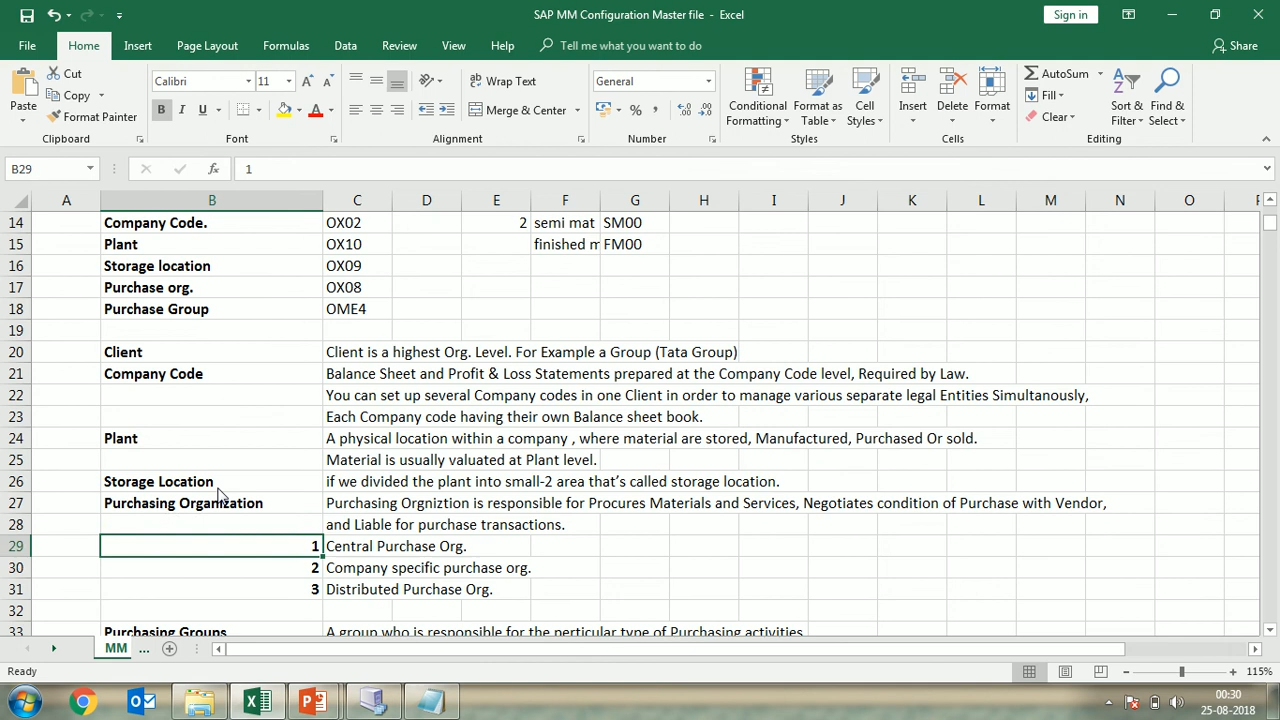 SAP MM Configuration Master file - Excel
Sign in
File Home Insert Page Layout Formulas Data Review View Help Tell me what you want to do Share
Paste Cut Copy Format Painter Clipboard
Calibri 11 B I U A Font
Wrap Text Merge & Center Alignment
General % , Number
Conditional Formatting Format as Table Cell Styles Styles
Insert Delete Format Cells
AutoSum Fill Clear Sort & Filter Find & Select Editing
B29 fx 1
A B C D E F G H I J K L M N O
14 Company Code. OX02 2 semi mat SM00
15 Plant OX10 finished m FM00
16 Storage location OX09
17 Purchase org. OX08
18 Purchase Group OME4
19
20 Client Client is a highest Org. Level. For Example a Group (Tata Group)
21 Company Code Balance Sheet and Profit & Loss Statements prepared at the Company Code level, Required by Law.
22 You can set up several Company codes in one Client in order to manage various separate legal Entities Simultanously,
23 Each Company code having their own Balance sheet book.
24 Plant A physical location within a company , where material are stored, Manufactured, Purchased Or sold.
25 Material is usually valuated at Plant level.
26 Storage Location if we divided the plant into small-2 area that's called storage location.
27 Purchasing Organization Purchasing Orgniztion is responsible for Procures Materials and Services, Negotiates condition of Purchase with Vendor,
28 and Liable for purchase transactions.
29 1 Central Purchase Org.
30 2 Company specific purchase org.
31 3 Distributed Purchase Org.
32
33 Purchasing Groups A group who is responsible for the perticular type of Purchasing activities
MM ...
Ready 115%
00:30
25-08-2018